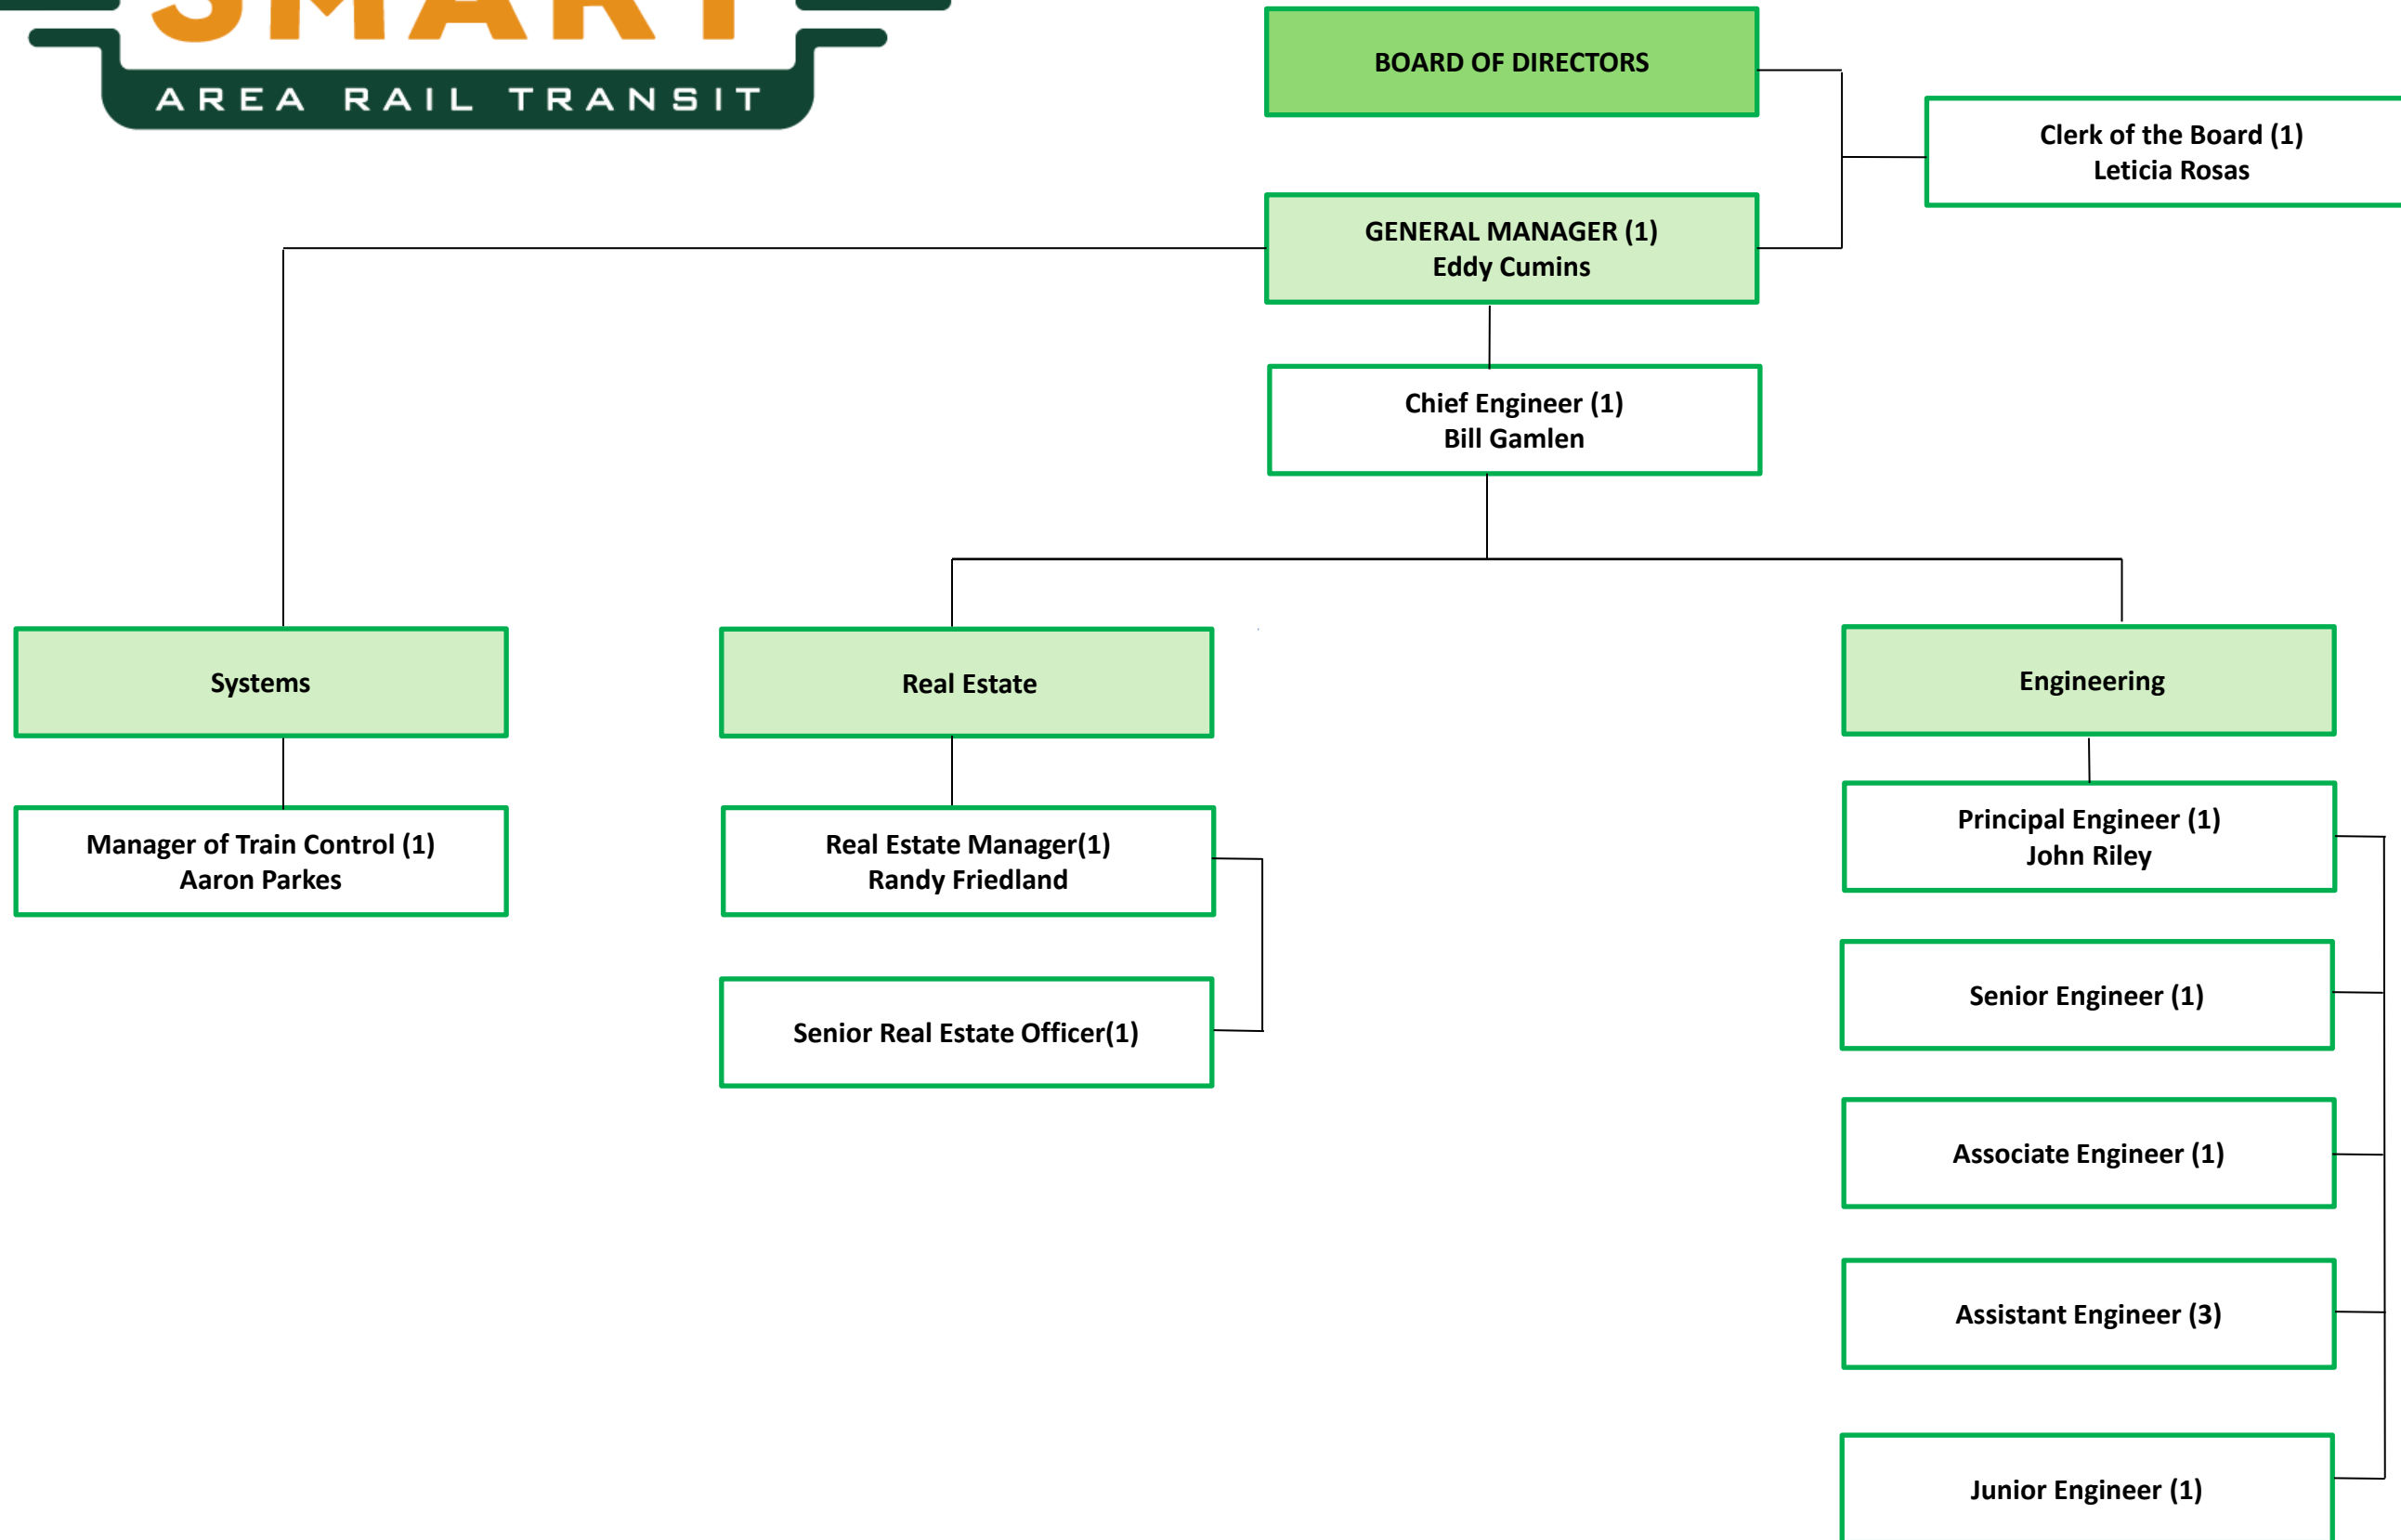 SMART
AREA RAIL TRANSIT
BOARD OF DIRECTORS
Clerk of the Board (1)
Leticia Rosas
GENERAL MANAGER (1)
Eddy Cumins
Chief Engineer (1)
Bill Gamlen
Systems
Real Estate
Engineering
Manager of Train Control (1)
Aaron Parkes
Real Estate Manager(1)
Randy Friedland
Principal Engineer (1)
John Riley
Senior Real Estate Officer(1)
Senior Engineer (1)
Associate Engineer (1)
Assistant Engineer (3)
Junior Engineer (1)